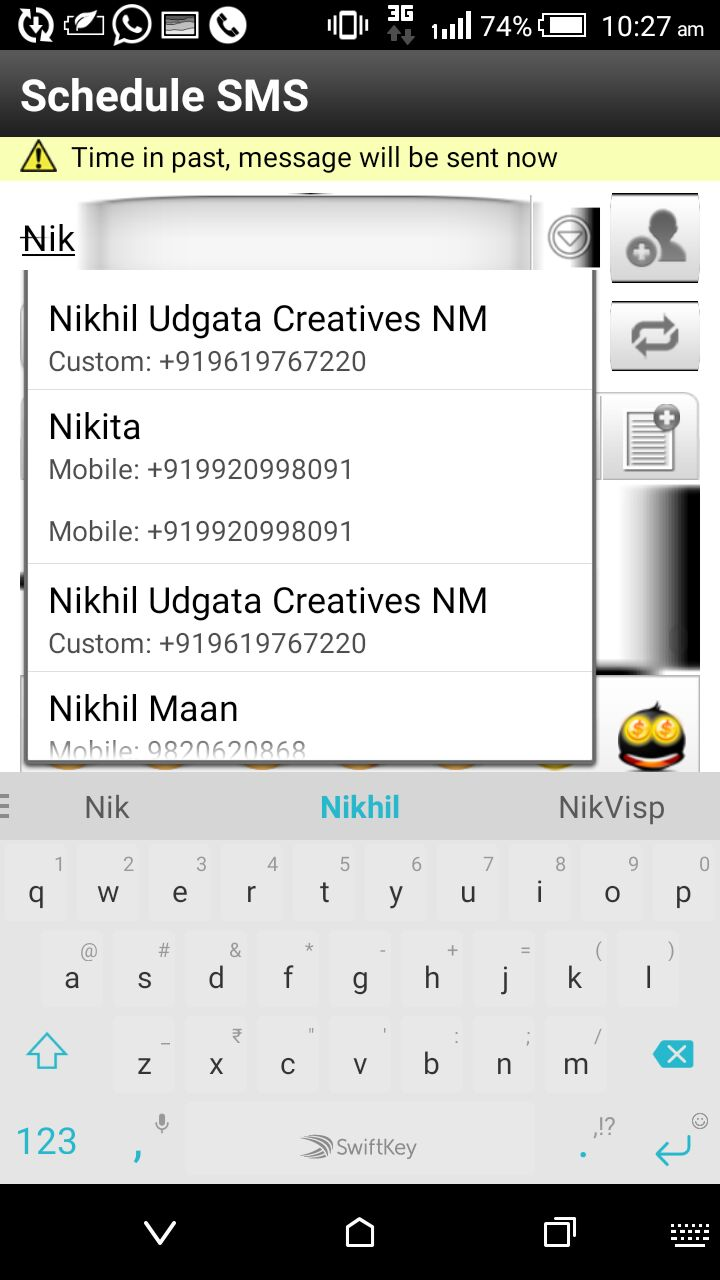 3G 74% 10:27 am
Schedule SMS
Time in past, message will be sent now
Nik
Nikhil Udgata Creatives NM
Custom: +919619767220
Nikita
Mobile: +919920998091
Mobile: +919920998091
Nikhil Udgata Creatives NM
Custom: +919619767220
Nikhil Maan
Mobile: 9820620868
Nik Nikhil NikVisp
1 2 3 4 5 6 7 8 9 0
q w e r t y u i o p
@ # & * - + = ( )
a s d f g h j k l
_ ₹ " ' : ; /
z x c v b n m
123 , SwiftKey . ,!?